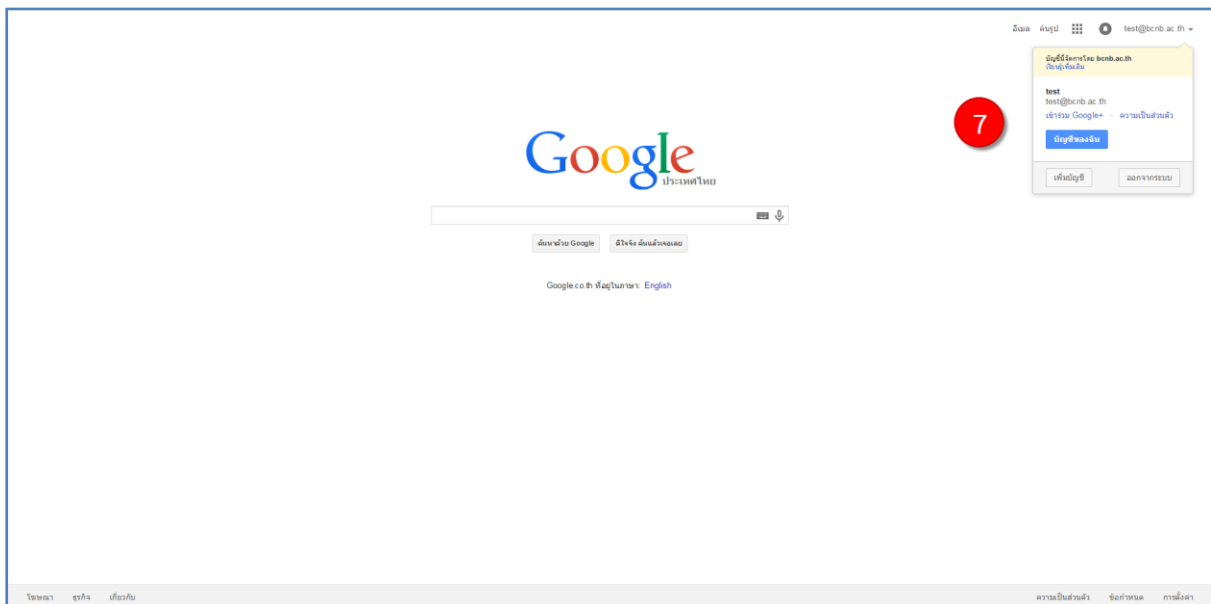 อีเมล ค้นรูป test@bcnb.ac.th
บัญชีนี้จัดการโดย bcnb.ac.th
เรียนรู้เพิ่มเติม
test
test@bcnb.ac.th
เข้าร่วม Google+ – ความเป็นส่วนตัว
7
บัญชีของฉัน
เพิ่มบัญชี ออกจากระบบ
Google
ประเทศไทย
ค้นหาด้วย Google ดีใจจัง ค้นแล้วเจอเลย
Google.co.th ที่อยู่ในภาษา: English
โฆษณา ธุรกิจ เกี่ยวกับ ความเป็นส่วนตัว ข้อกำหนด การตั้งค่า